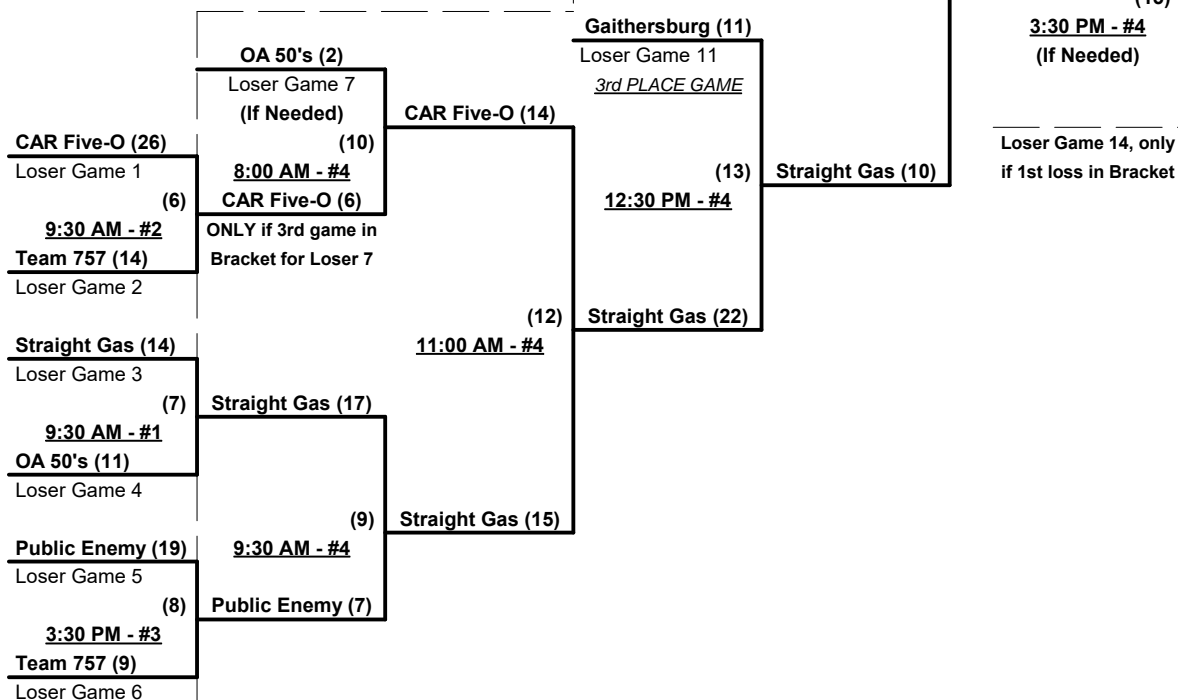 (15)
Gaithersburg (11)
3:30 PM - #4
OA 50's (2)
Loser Game 11
(If Needed)
Loser Game 7
3rd PLACE GAME
(If Needed)
CAR Five-O (14)
CAR Five-O (26)
(10)
Loser Game 14, only
Loser Game 1
8:00 AM - #4
(13)
Straight Gas (10)
if 1st loss in Bracket
(6)
CAR Five-O (6)
12:30 PM - #4
9:30 AM - #2
ONLY if 3rd game in
Team 757 (14)
Bracket for Loser 7
Loser Game 2
(12)
Straight Gas (22)
Straight Gas (14)
11:00 AM - #4
Loser Game 3
(7)
Straight Gas (17)
9:30 AM - #1
OA 50's (11)
Loser Game 4
(9)
Straight Gas (15)
Public Enemy (19)
9:30 AM - #4
Loser Game 5
(8)
Public Enemy (7)
3:30 PM - #3
Team 757 (9)
Loser Game 6